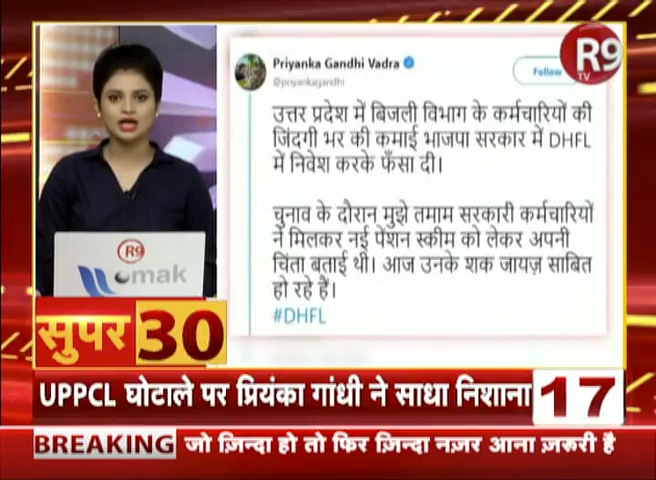 Priyanka Gandhi Vadra
@priyankagandhi
Follow
R9
TV
उत्तर प्रदेश में बिजली विभाग के कर्मचारियों की
ज़िंदगी भर की कमाई भाजपा सरकार में DHFL
में निवेश करके फँसा दी।
चुनाव के दौरान मुझे तमाम सरकारी कर्मचारियों
ने मिलकर नई पेंशन स्कीम को लेकर अपनी
चिंता बताई थी। आज उनके शक जायज़ साबित
हो रहे हैं।
#DHFL
R9
omak
सुपर 30
UPPCL घोटाले पर प्रियंका गांधी ने साधा निशाना 17
BREAKING जो ज़िन्दा हो तो फिर ज़िन्दा नज़र आना ज़रूरी है